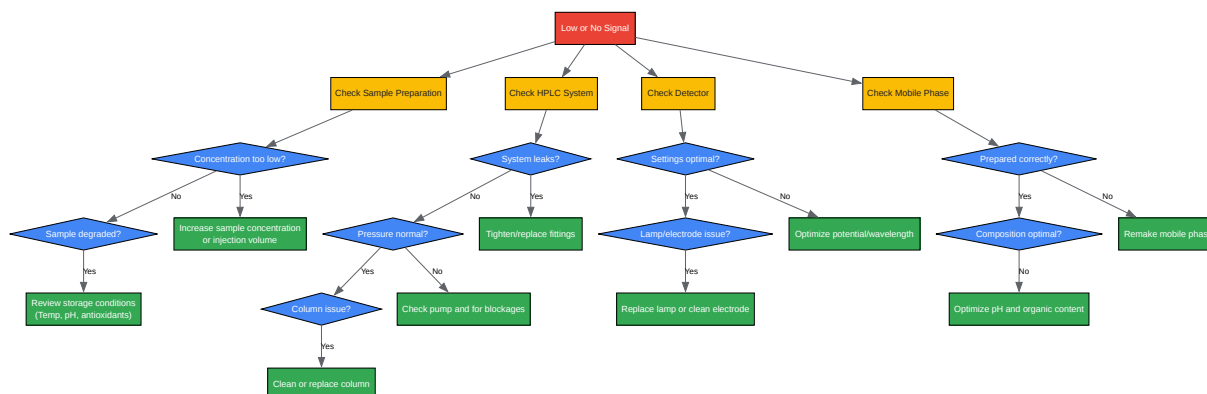 Low or No Signal
Check Sample Preparation
Check HPLC System
Check Detector
Check Mobile Phase
Concentration too low?
System leaks?
Settings optimal?
Prepared correctly?
No
Yes
No
Yes
Yes
No
Yes
No
Sample degraded?
Increase sample concentration
or injection volume
Pressure normal?
Tighten/replace fittings
Lamp/electrode issue?
Optimize potential/wavelength
Composition optimal?
Remake mobile phas
Yes
Yes
No
Yes
No
Review storage conditions
(Temp, pH, antioxidants)
Column issue?
Check pump and for blockages
Replace lamp or clean electrode
Optimize pH and organic content
Yes
Clean or replace column